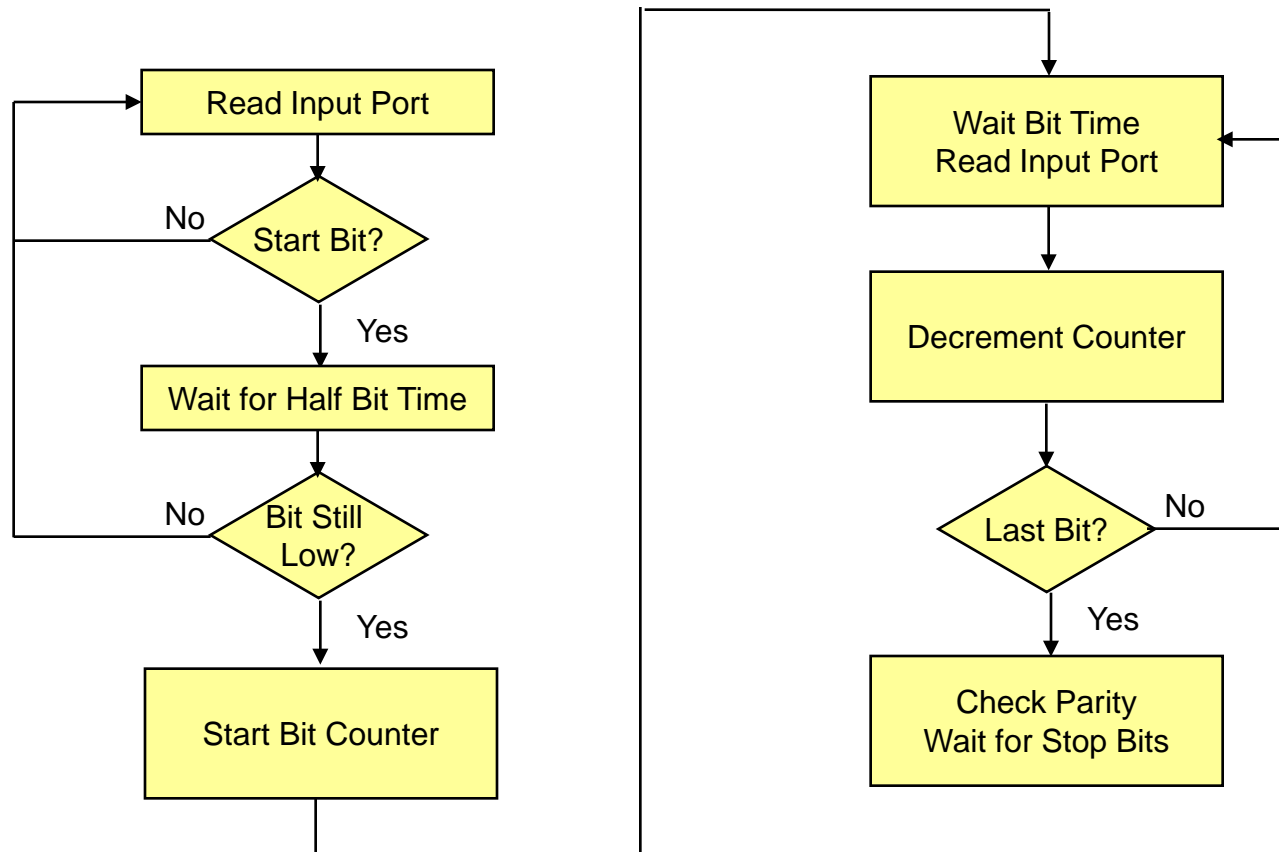 Read Input Port
No
Start Bit?
Yes
Wait for Half Bit Time
No
Bit Still
Low?
Yes
Start Bit Counter
Wait Bit Time
Read Input Port
Decrement Counter
Last Bit?
No
Yes
Check Parity
Wait for Stop Bits